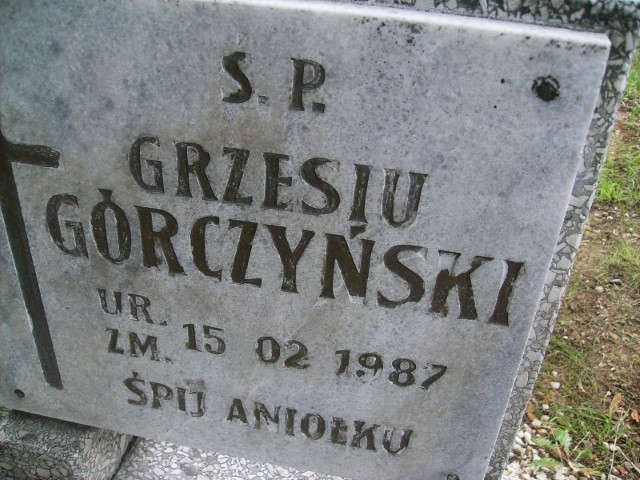 Ś. P.
GRZESIU
GÓRCZYŃSKI
UR.
ZM. 15 02 1987
ŚPIJ ANIOŁKU